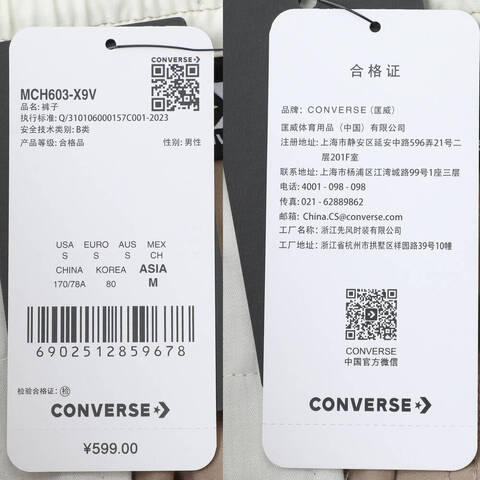 CONVERSE
MCH603-X9V
品名: 裤子
执行标准: Q/310106000157C001-2023
安全技术类别: B类
产品等级: 合格品 性别: 男性
USA EURO AUS MEX
S S S CH
CHINA KOREA ASIA
170/78A 80 M
6902512859678
检验合格证: 检
CONVERSE
¥599.00
合格证
品牌: CONVERSE (匡威)
匡威体育用品（中国）有限公司
注册地址: 上海市静安区延安中路596弄21号二
层201F室
联系地址: 上海市杨浦区江湾城路99号1座三层
电话: 4001 - 098 - 098
传真: 021 - 62889862
邮箱: China.CS@converse.com
工厂名称: 浙江先风时装有限公司
工厂地址: 浙江省杭州市拱墅区祥园路39号10幢
CONVERSE
中国官方微信
CONVERSE